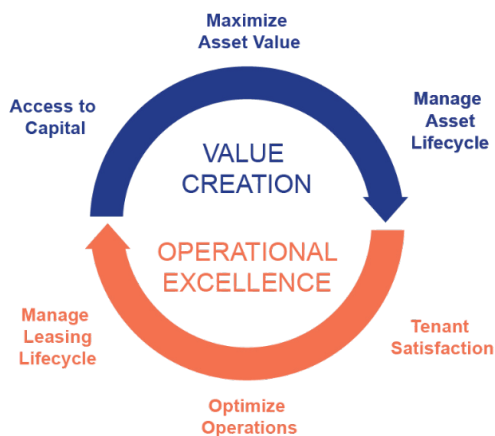 Maximize
Asset Value
Access to
Capital
Manage
Asset
Lifecycle
VALUE
CREATION
OPERATIONAL
EXCELLENCE
Manage
Leasing
Lifecycle
Tenant
Satisfaction
Optimize
Operations